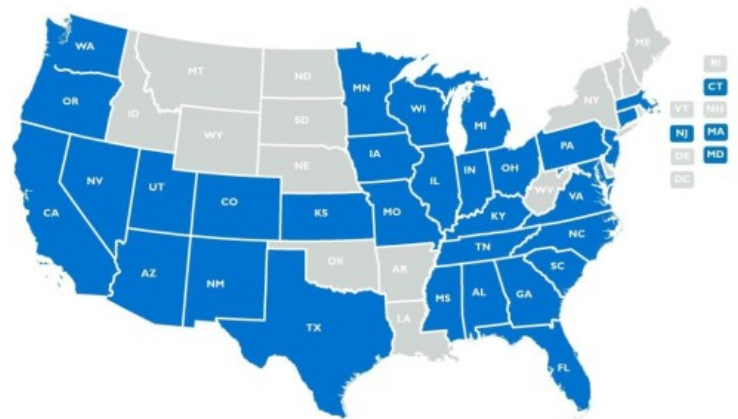 WA
ME
MT
ND
RI
MN
CT
OR
ID
WI
SD
NY
VT
NH
MI
WY
NJ
MA
IA
PA
NE
DE
MD
NV
OH
IL
IN
UT
DC
CO
WV
VA
CA
KS
MO
KY
NC
TN
OK
AR
SC
AZ
NM
MS
AL
GA
LA
TX
FL